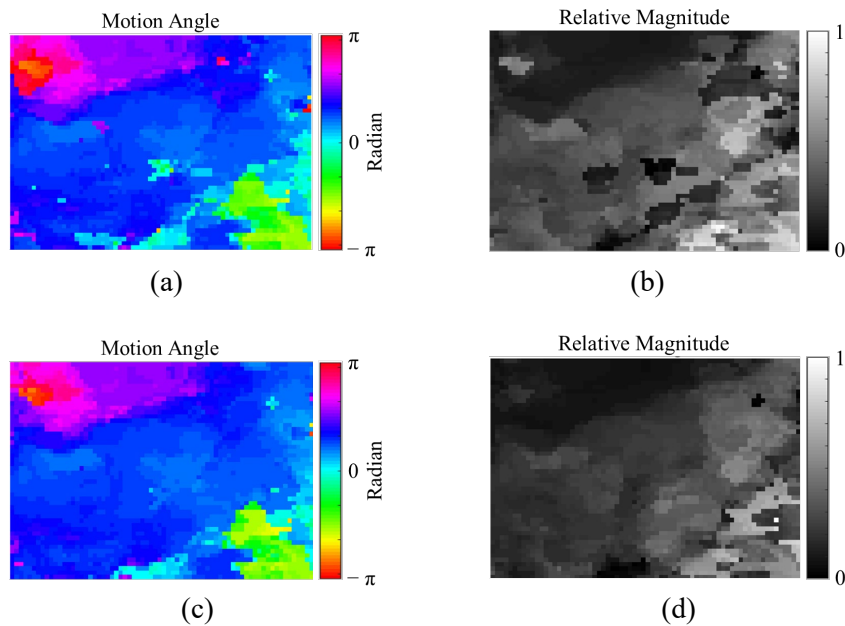 Motion Angle
π
0
Radian
− π
(a)
Relative Magnitude
1
0
(b)
Motion Angle
π
0
Radian
− π
(c)
Relative Magnitude
1
0
(d)